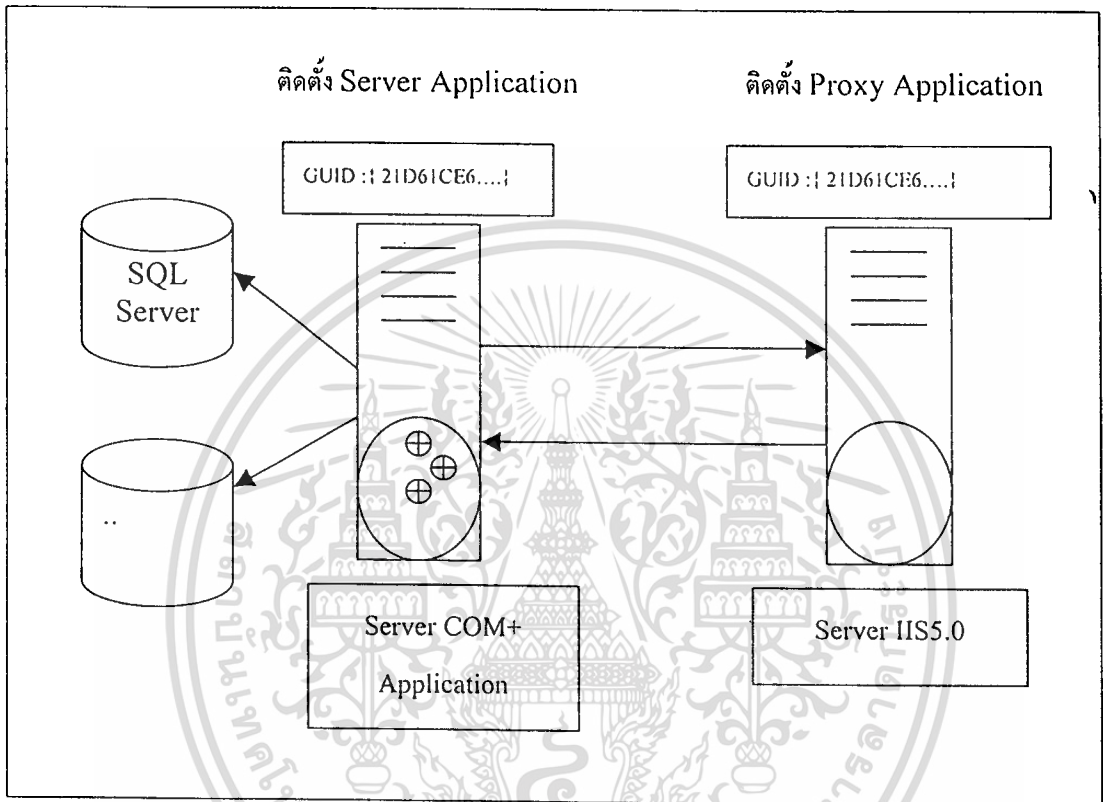 ติดตั้ง Server Application
ติดตั้ง Proxy Application
GUID :{ 21D61CE6....}
GUID :{ 21D61CE6....}
SQL
Server
..
Server COM+
Application
Server IIS5.0